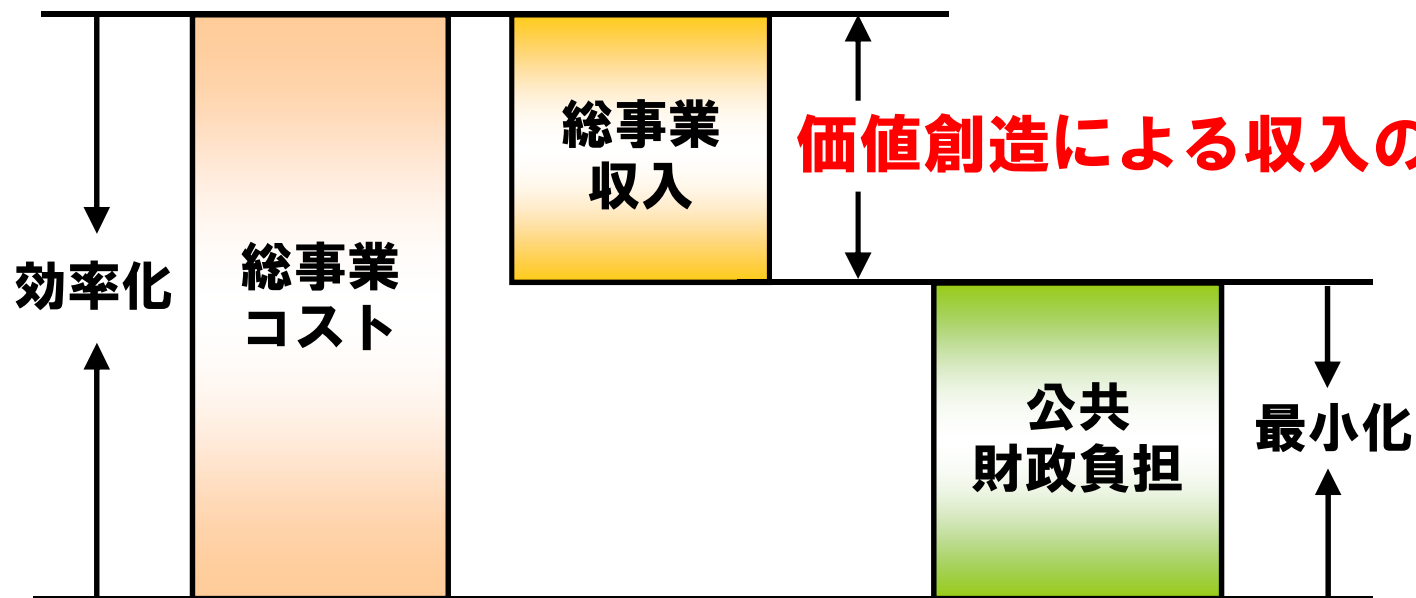 総事業
収入
価値創造による収入の
効率化
総事業
コスト
公共
財政負担
最小化